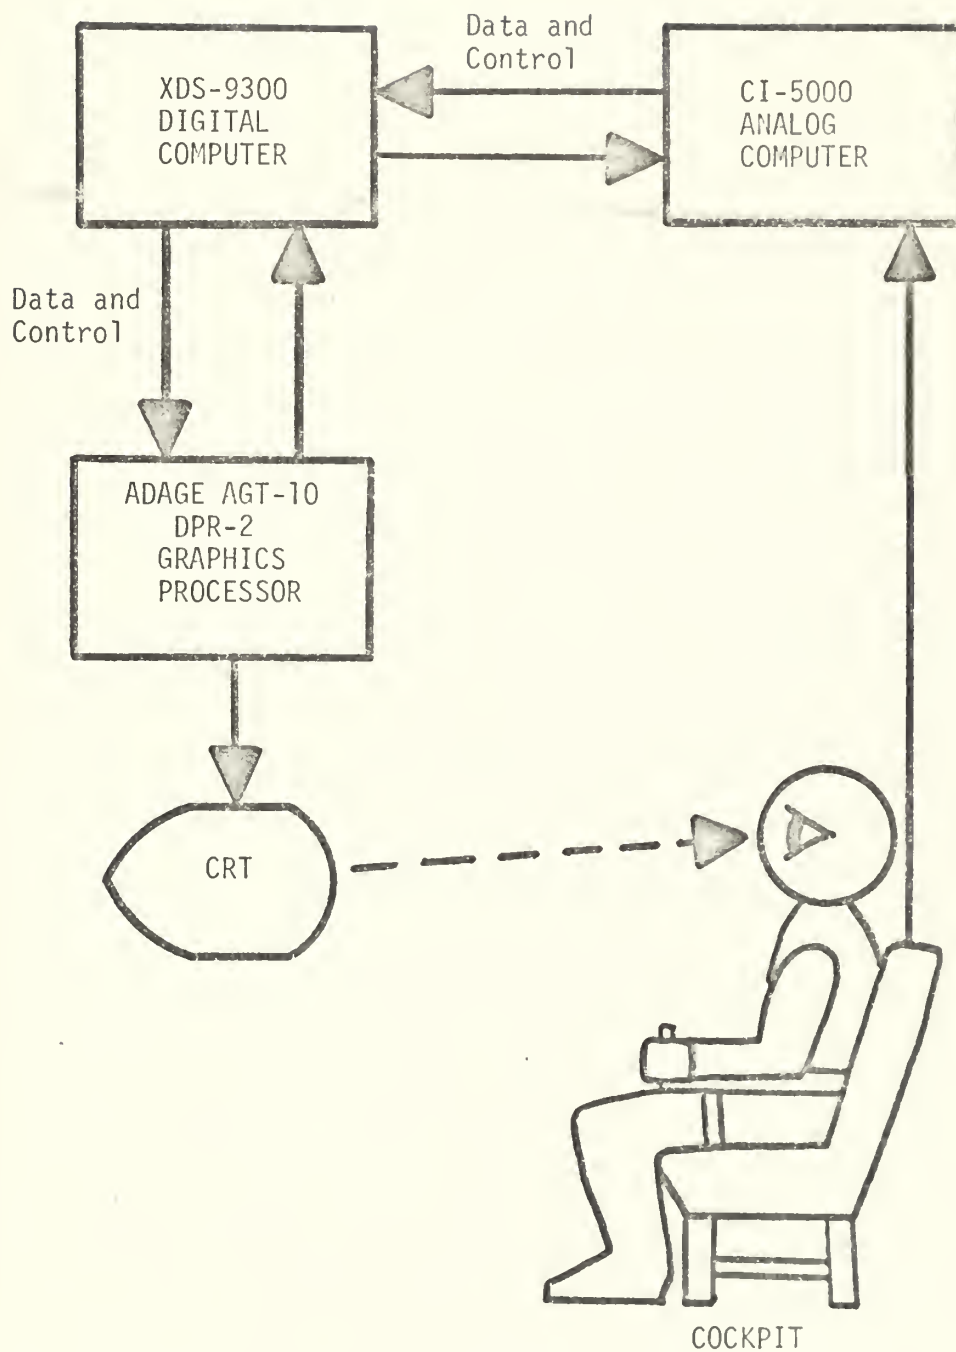 Data and
Control
XDS-9300
DIGITAL
COMPUTER
CI-5000
ANALOG
COMPUTER
Data and
Control
ADAGE AGT-10
DPR-2
GRAPHICS
PROCESSOR
CRT
COCKPIT